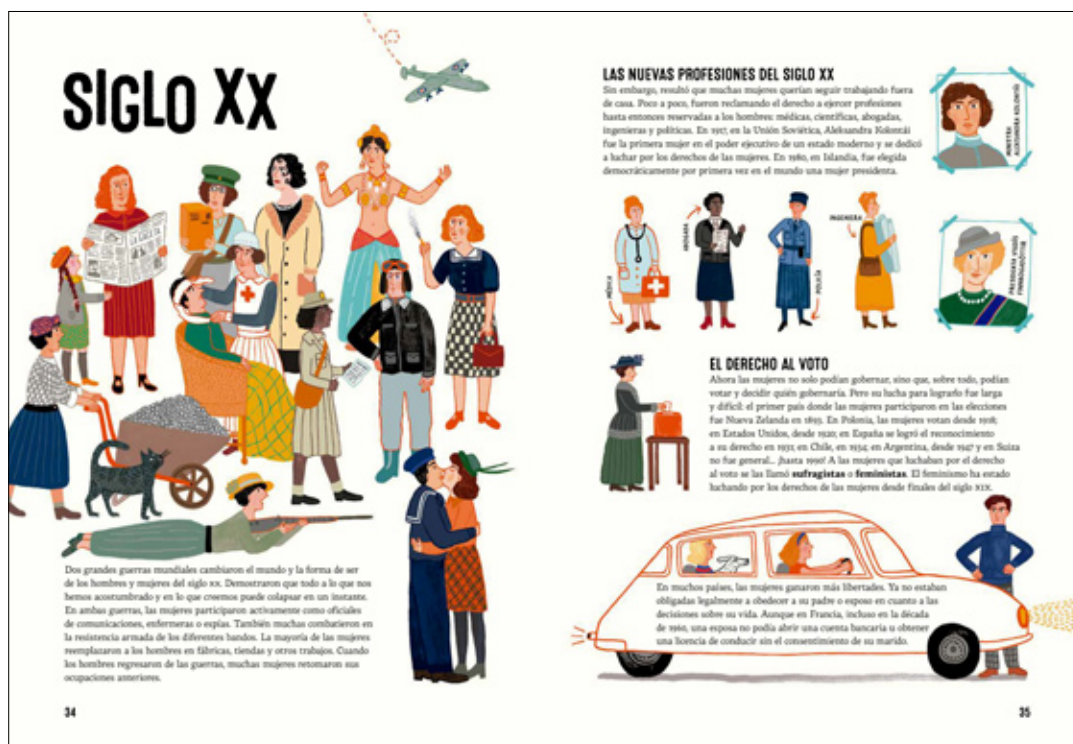 SIGLO XX
Dos grandes guerras mundiales cambiaron el mundo y la forma de ser
de los hombres y mujeres del siglo XX. Demostraron que todo a lo que nos
hemos acostumbrado y en lo que creemos puede colapsar en un instante.
En ambas guerras, las mujeres participaron activamente como oficiales
de comunicaciones, enfermeras o espías. También muchas combatieron en
la resistencia armada de los diferentes bandos. La mayoría de las mujeres
reemplazaron a los hombres en fábricas, tiendas y otros trabajos. Cuando
los hombres regresaron de las guerras, muchas mujeres retomaron sus
ocupaciones anteriores.
34
LAS NUEVAS PROFESIONES DEL SIGLO XX
Sin embargo, resultó que muchas mujeres querían seguir trabajando fuera
de casa. Poco a poco, fueron reclamando el derecho a ejercer profesiones
hasta entonces reservadas a los hombres: médicas, científicas, abogadas,
ingenieras y políticas. En 1917, en la Unión Soviética, Aleksandra Kolontái
fue la primera mujer en el poder ejecutivo de un estado moderno y se dedicó
a luchar por los derechos de las mujeres. En 1980, en Islandia, fue elegida
democráticamente por primera vez en el mundo una mujer presidenta.
MINISTRA
MÉDICA
ABOGADA
POLICÍA
INGENIERA
PRESIDENTA VIGDÍS
FINNBOGADÓTTIR
EL DERECHO AL VOTO
Ahora las mujeres no solo podían gobernar, sino que, sobre todo, podían
votar y decidir quién gobernaría. Pero su lucha para lograrlo fue larga
y difícil: el primer país donde las mujeres participaron en las elecciones
fue Nueva Zelanda en 1893. En Polonia, las mujeres votan desde 1918;
en Estados Unidos, desde 1920; en España se logró el reconocimiento
a su derecho en 1931; en Chile, en 1934; en Argentina, desde 1947 y en Suiza
no fue general... ¡hasta 1990! A las mujeres que luchaban por el derecho
al voto se las llamó sufragistas o feministas. El feminismo ha estado
luchando por los derechos de las mujeres desde finales del siglo XIX.
En muchos países, las mujeres ganaron más libertades. Ya no estaban
obligadas legalmente a obedecer a su padre o esposo en cuanto a las
decisiones sobre su vida. Aunque en Francia, incluso en la década
de 1960, una esposa no podía abrir una cuenta bancaria u obtener
una licencia de conducir sin el consentimiento de su marido.
35